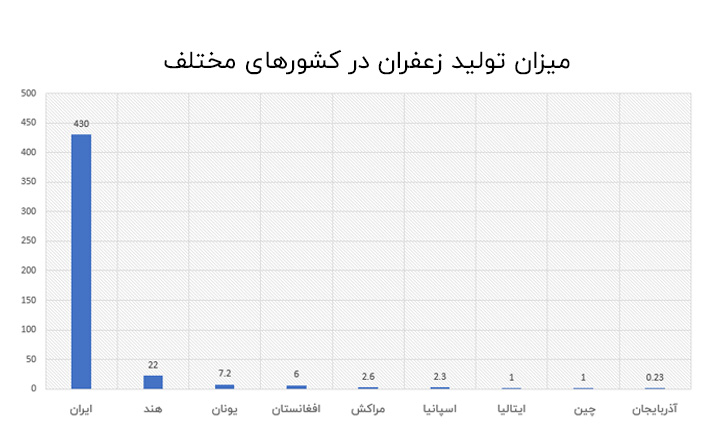 میزان تولید زعفران در کشورهای مختلف
500
450
400
350
300
250
200
150
100
50
0
430
22
7.2
6
2.6
2.3
1
1
0.23
ایران
هند
یونان
افغانستان
مراکش
اسپانیا
ایتالیا
چین
آذربایجان